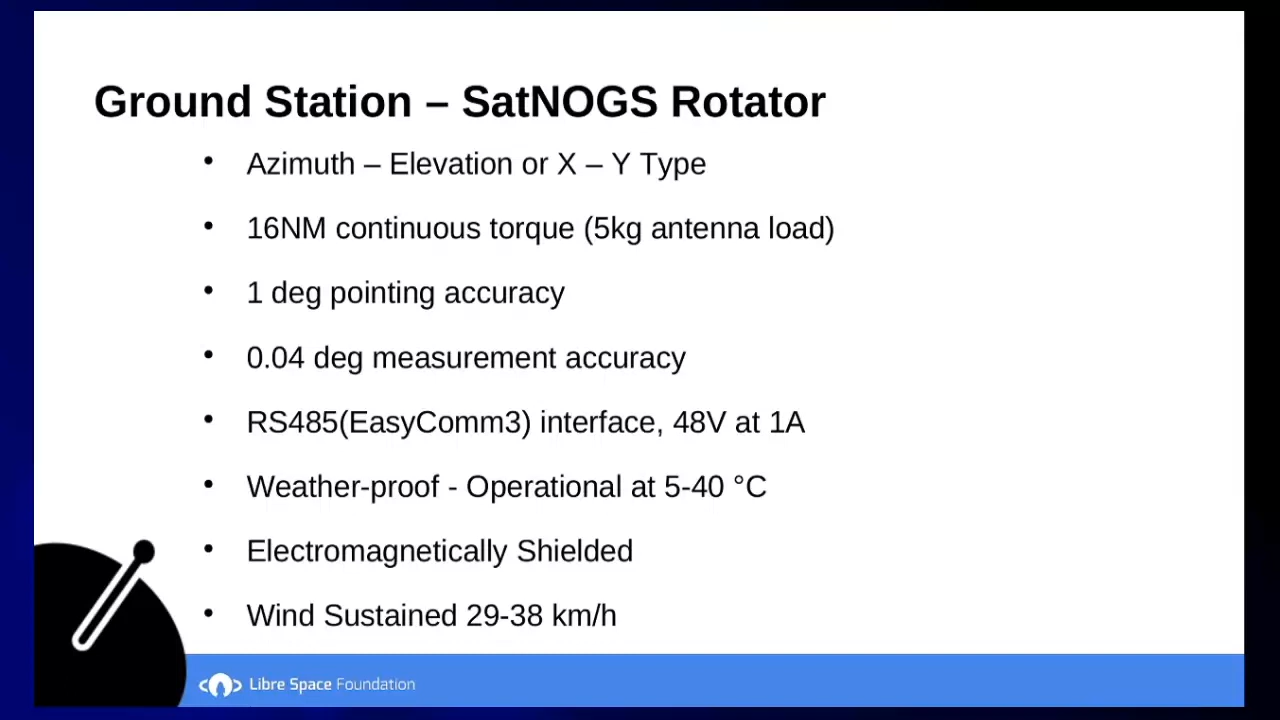 Ground Station – SatNOGS Rotator
• Azimuth – Elevation or X – Y Type
• 16NM continuous torque (5kg antenna load)
• 1 deg pointing accuracy
• 0.04 deg measurement accuracy
• RS485(EasyComm3) interface, 48V at 1A
• Weather-proof - Operational at 5-40 °C
• Electromagnetically Shielded
• Wind Sustained 29-38 km/h
Libre Space Foundation